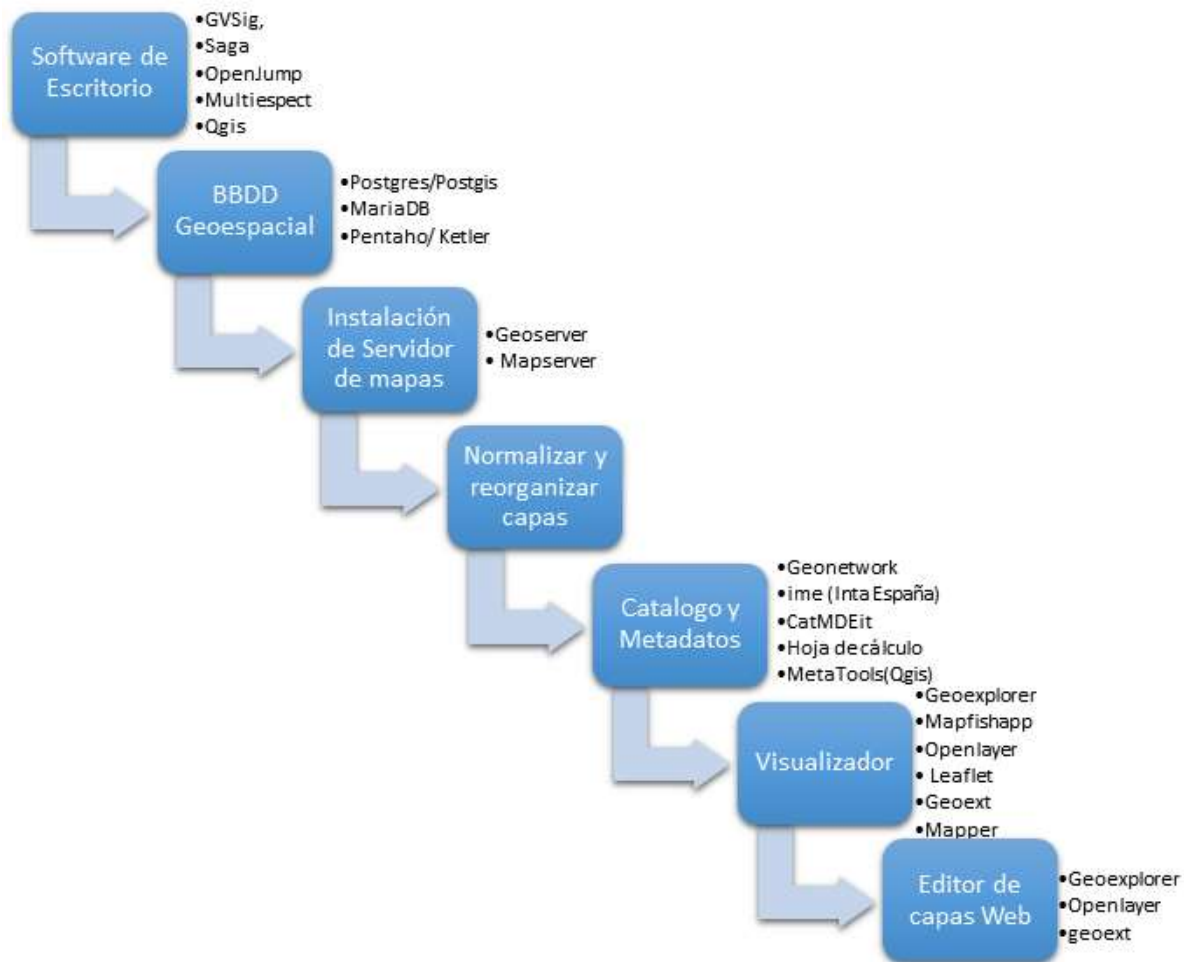 Software de
Escritorio
•GVSig,
•Saga
•OpenJump
•Multiespect
•Qgis
BBDD
Geoespacial
•Postgres/Postgis
•MariaDB
•Pentaho/ Ketler
Instalación
de Servidor
de mapas
•Geoserver
• Mapserver
Normalizar y
reorganizar
capas
Catalogo y
Metadatos
•Geonetwork
•ime (Inta España)
•CatMDEit
•Hoja de cálculo
•MetaTools(Qgis)
Visualizador
•Geoexplorer
•Mapfishapp
•Openlayer
• Leaflet
•Geoext
•Mapper
Editor de
capas Web
•Geoexplorer
•Openlayer
•geoext